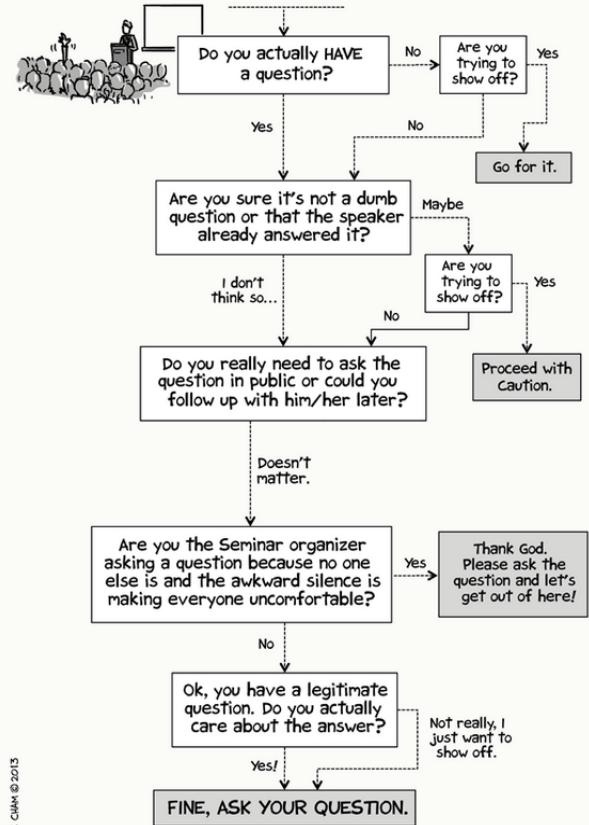 Do you actually HAVE
a question?
No
Are you
trying to
show off?
Yes
Yes
No
Go for it.
Are you sure it's not a dumb
question or that the speaker
already answered it?
Maybe
I don't
think so...
Are you
trying to
show off?
Yes
No
Do you really need to ask the
question in public or could you
follow up with him/her later?
Proceed with
Caution.
Doesn't
matter.
Are you the Seminar organizer
asking a question because no one
else is and the awkward silence is
making everyone uncomfortable?
Yes
Thank God.
Please ask the
question and let's
get out of here!
No
Ok, you have a legitimate
question. Do you actually
care about the answer?
Not really, I
just want to
show off.
Yes!
FINE, ASK YOUR QUESTION.
CHAM © 2013